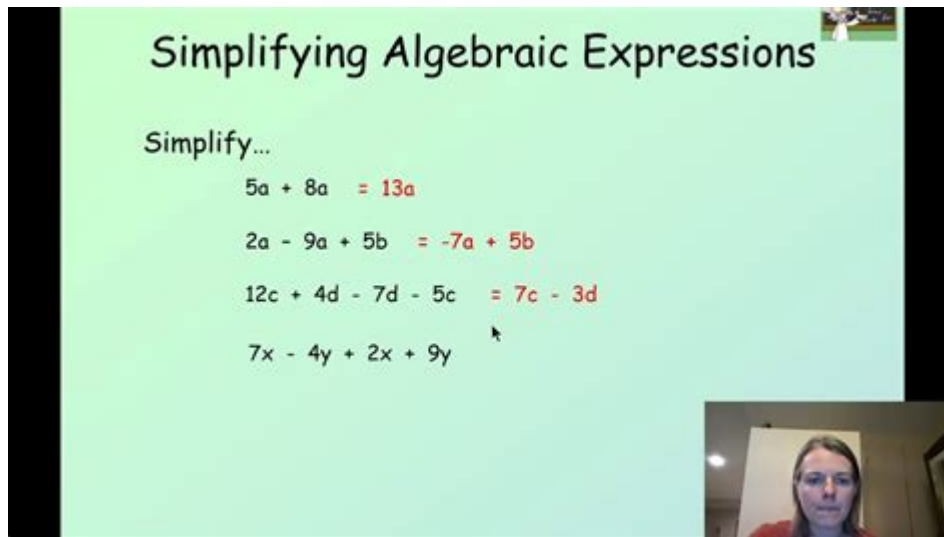 Simplifying Algebraic Expressions
Simplify...
5a + 8a = 13a
2a - 9a + 5b = -7a + 5b
12c + 4d - 7d - 5c = 7c - 3d
7x - 4y + 2x + 9y